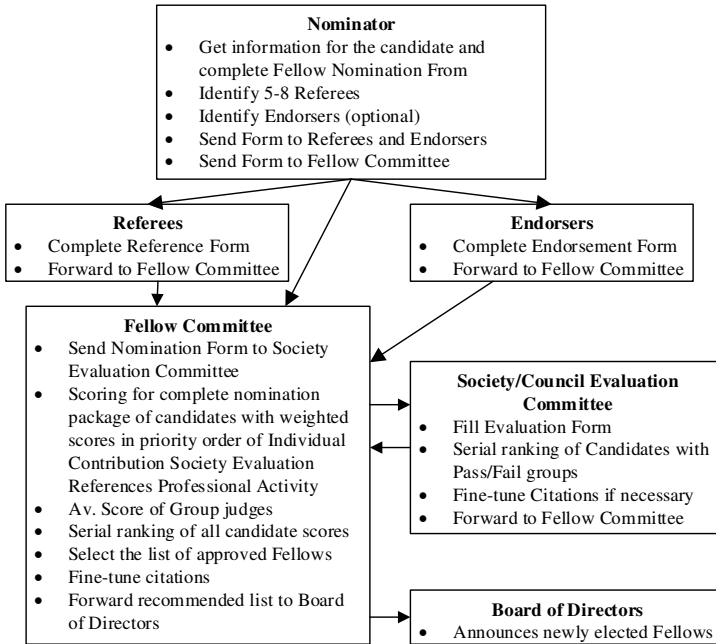 Nominator
• Get information for the candidate and
complete Fellow Nomination From
• Identify 5-8 Referees
• Identify Endorsers (optional)
• Send Form to Referees and Endorsers
• Send Form to Fellow Committee
Referees
• Complete Reference Form
• Forward to Fellow Committee
Endorsers
• Complete Endorsement Form
• Forward to Fellow Committee
Fellow Committee
• Send Nomination Form to Society
Evaluation Committee
• Scoring for complete nomination
package of candidates with weighted
scores in priority order of Individual
Contribution Society Evaluation
References Professional Activity
• Av. Score of Group judges
• Serial ranking of all candidate scores
• Select the list of approved Fellows
• Fine-tune citations
• Forward recommended list to Board
of Directors
Society/Council Evaluation
Committee
• Fill Evaluation Form
• Serial ranking of Candidates with
Pass/Fail groups
• Fine-tune Citations if necessary
• Forward to Fellow Committee
Board of Directors
• Announces newly elected Fellows